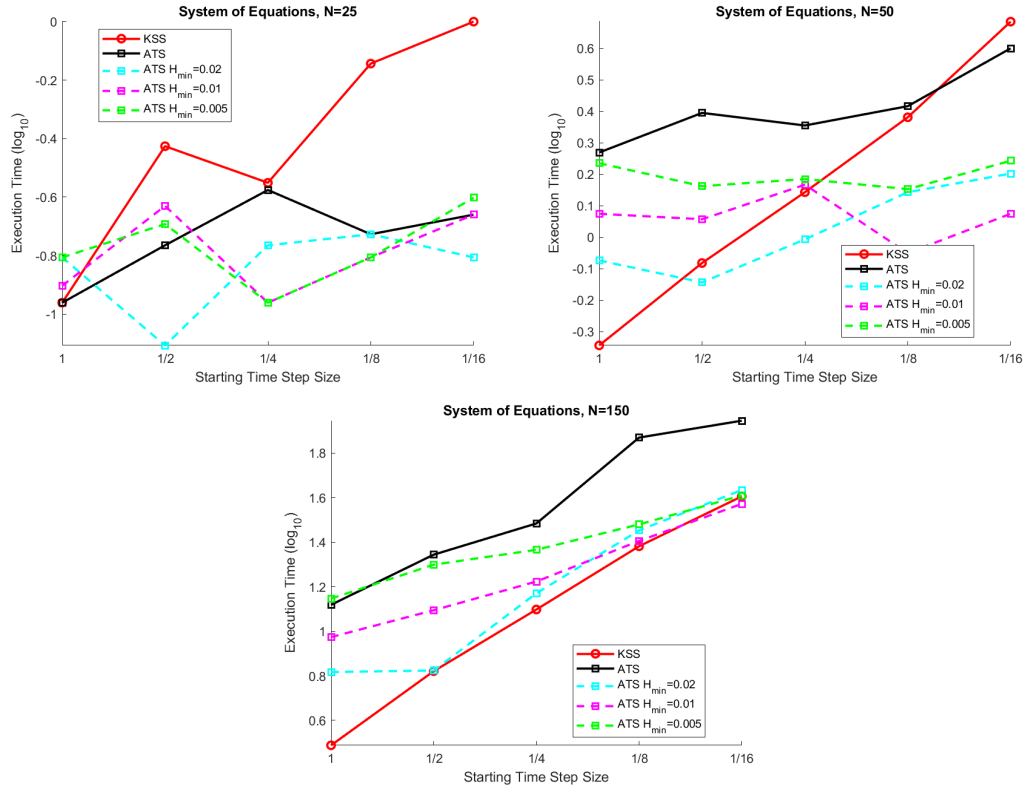 System of Equations, N=25
KSS
ATS
ATS H_min=0.02
ATS H_min=0.01
ATS H_min=0.005
0
-0.2
-0.4
-0.6
-0.8
-1
Execution Time (log_10)
1
1/2
1/4
1/8
1/16
Starting Time Step Size
System of Equations, N=50
0.6
0.5
0.4
0.3
0.2
0.1
0
-0.1
-0.2
-0.3
Execution Time (log_10)
KSS
ATS
ATS H_min=0.02
ATS H_min=0.01
ATS H_min=0.005
1
1/2
1/4
1/8
1/16
Starting Time Step Size
System of Equations, N=150
1.8
1.6
1.4
1.2
1
0.8
0.6
Execution Time (log_10)
KSS
ATS
ATS H_min=0.02
ATS H_min=0.01
ATS H_min=0.005
1
1/2
1/4
1/8
1/16
Starting Time Step Size